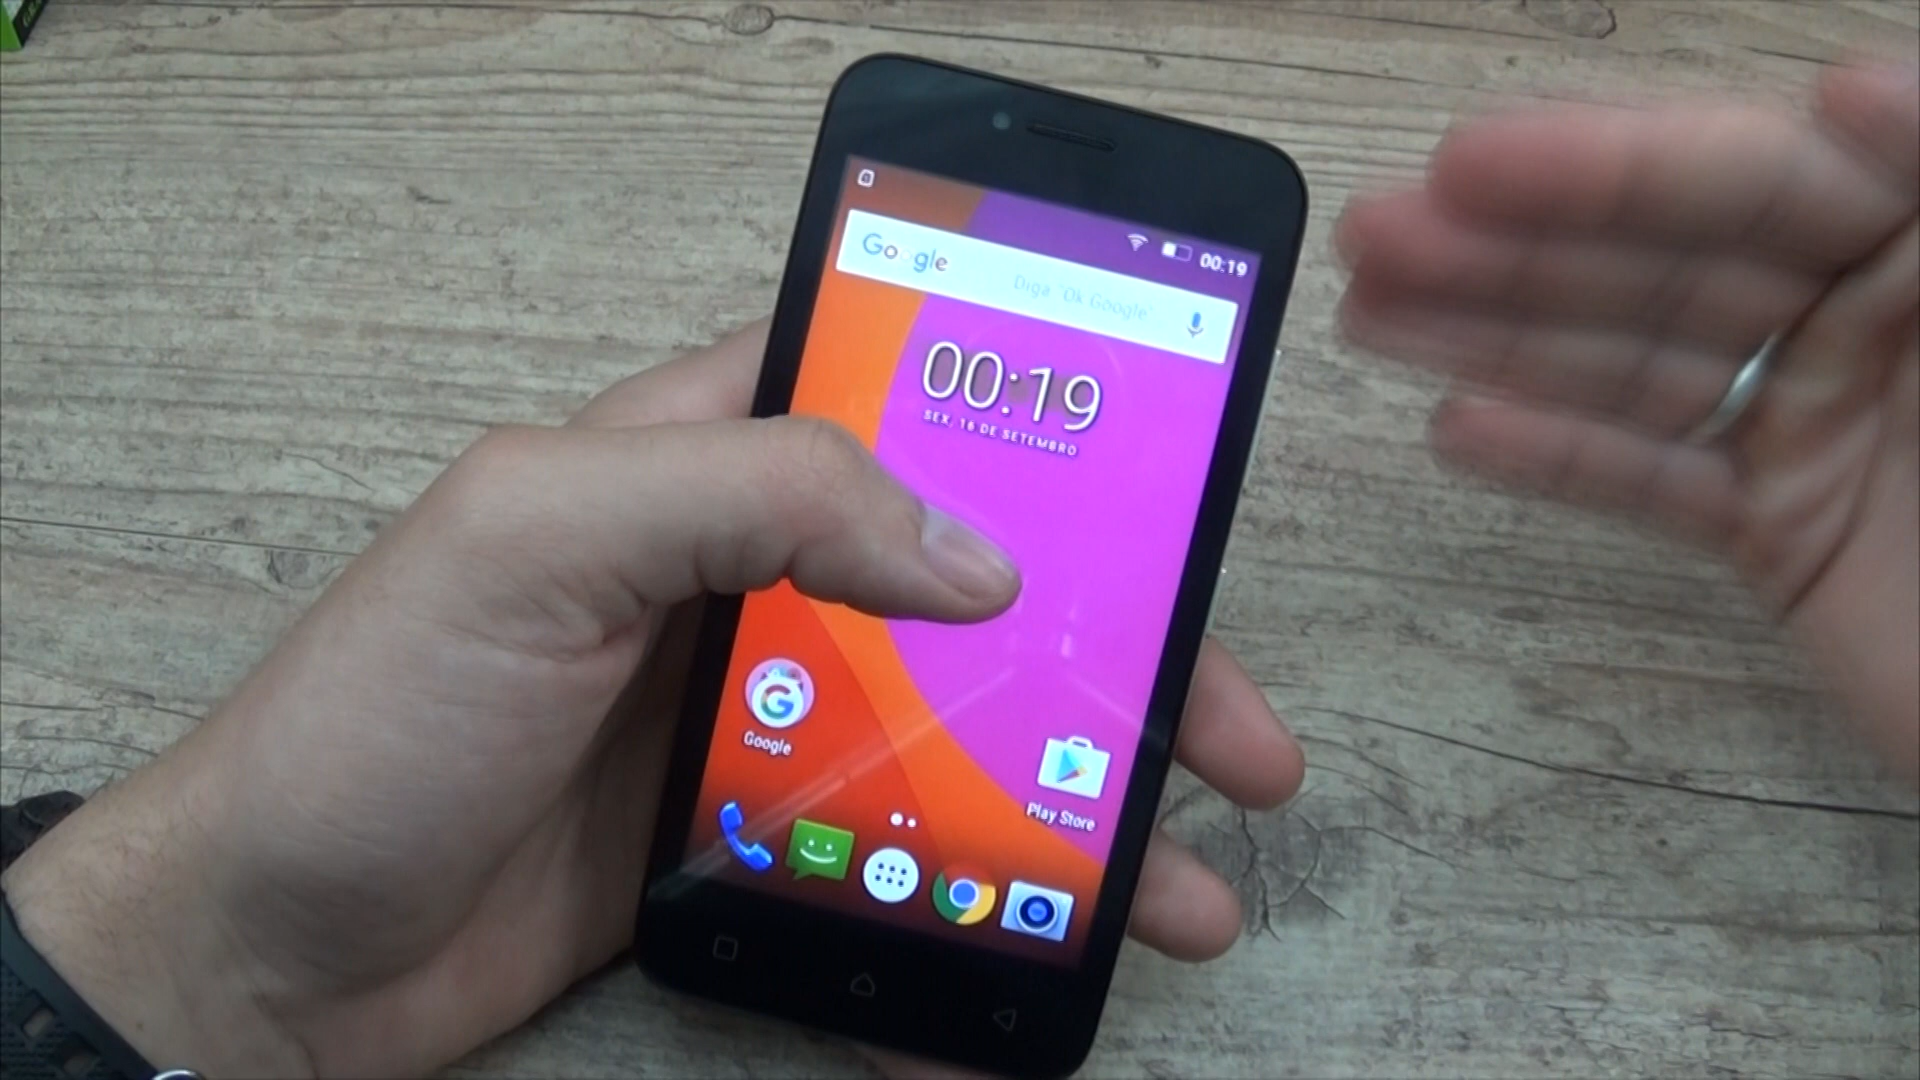 00:19
Google
Diga "Ok Google"
00:19
SEX, 16 DE SETEMBRO
Google
Play Store